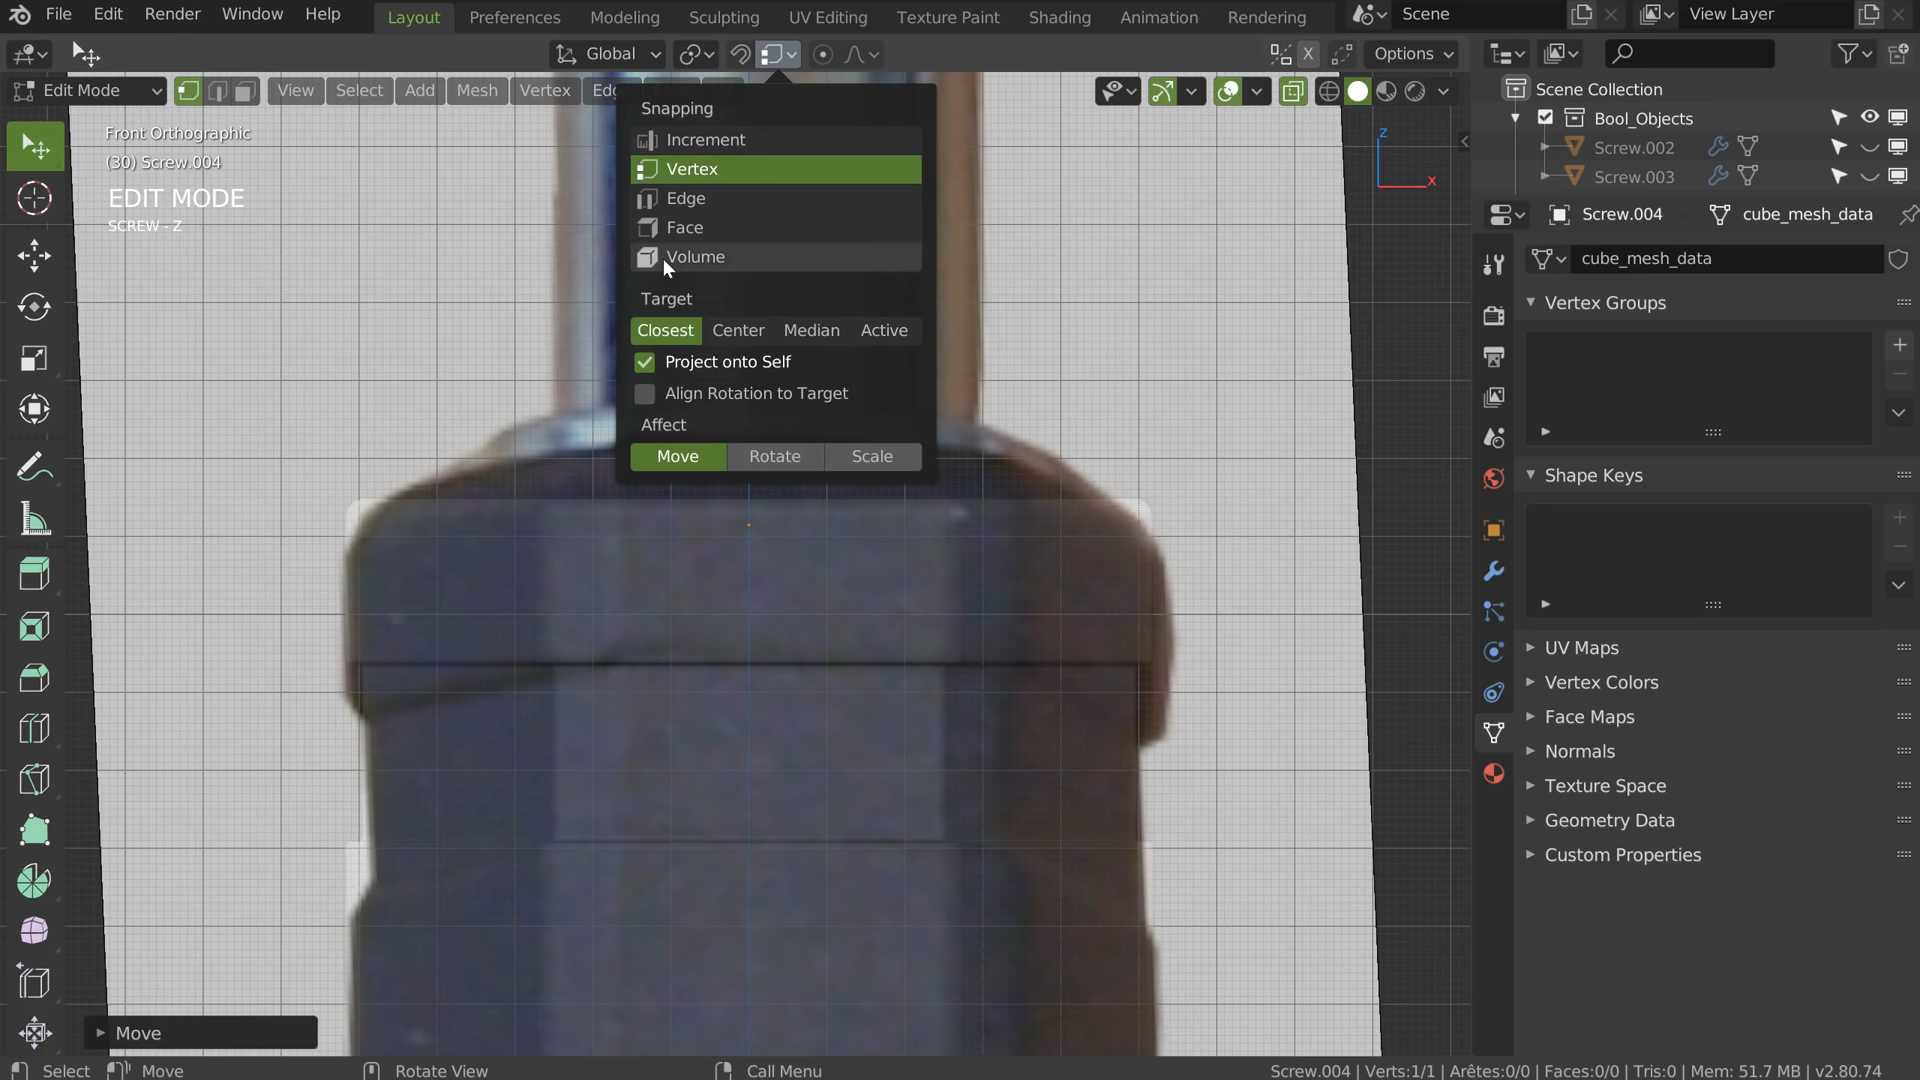 File Edit Render Window Help Layout Preferences Modeling Sculpting UV Editing Texture Paint Shading Animation Rendering Scene View Layer
Global X Options
Edit Mode View Select Add Mesh Vertex
Scene Collection
Bool_Objects
Screw.002
Screw.003
Screw.004 cube_mesh_data
cube_mesh_data
Vertex Groups
Shape Keys
UV Maps
Vertex Colors
Face Maps
Normals
Texture Space
Geometry Data
Custom Properties
Front Orthographic
(30) Screw.004
EDIT MODE
SCREW - Z
z
x
Snapping
Increment
Vertex
Edge
Face
Volume
Target
Closest Center Median Active
Project onto Self
Align Rotation to Target
Affect
Move Rotate Scale
Move
Select Move Rotate View Call Menu Screw.004 | Verts:1/1 | Arêtes:0/0 | Faces:0/0 | Tris:0 | Mem: 51.7 MB | v2.80.74